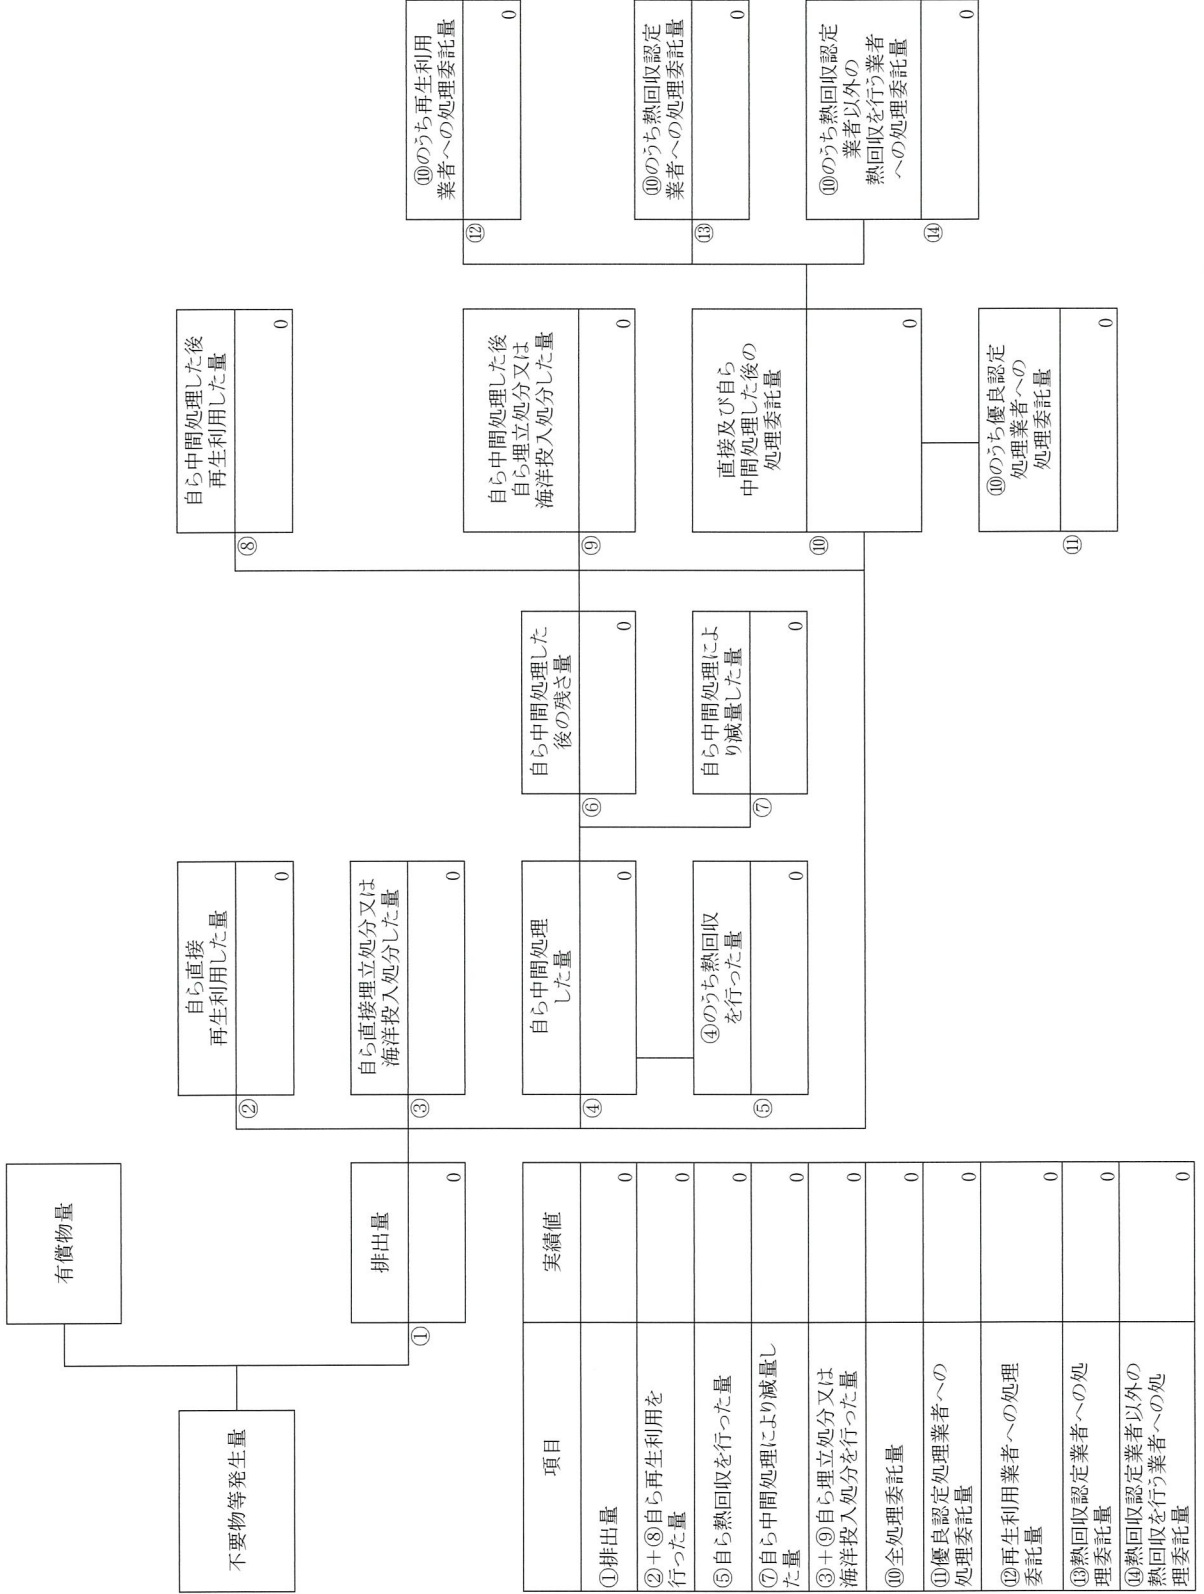 有償物量
不要物等発生量
①
排出量
0
②
自ら直接
再生利用した量
0
③
自ら直接埋立処分又は
海洋投入処分した量
0
④
自ら中間処理
した量
0
⑤
④のうち熱回収
を行った量
0
⑥
自ら中間処理した
後の残さ量
0
⑦
自ら中間処理によ
り減量した量
0
⑧
自ら中間処理した後
再生利用した量
0
⑨
自ら中間処理した後
自ら埋立処分又は
海洋投入処分した量
0
⑩
直接及び自ら
中間処理した後の
処理委託量
0
⑪
⑩のうち優良認定
処理業者への
処理委託量
0
⑫
⑩のうち再生利用
業者への処理委託量
0
⑬
⑩のうち熱回収認定
業者への処理委託量
0
⑭
⑩のうち熱回収認定
業者以外の
熱回収を行う業者
への処理委託量
0
項目 実績値
①排出量 0
②+⑧自ら再生利用を
行った量 0
⑤自ら熱回収を行った量 0
⑦自ら中間処理により減量し
た量 0
③+⑨自ら埋立処分又は
海洋投入処分を行った量 0
⑩全処理委託量 0
⑪優良認定処理業者への
処理委託量 0
⑫再生利用業者への処理
委託量 0
⑬熱回収認定業者への処
理委託量 0
⑭熱回収認定業者以外の
熱回収を行う業者への処
理委託量 0